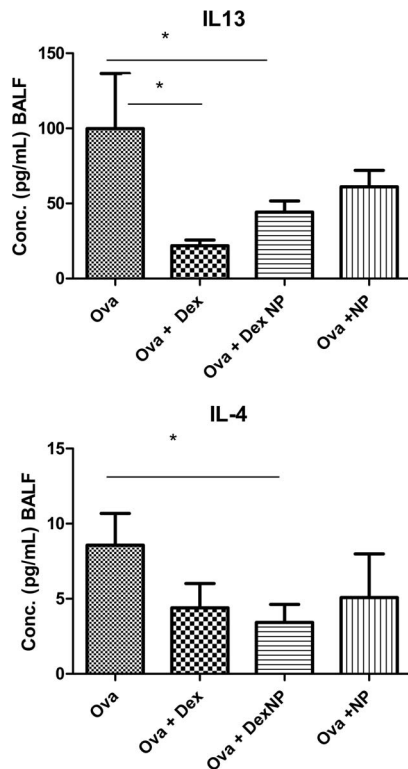 IL13
*
*
Conc. (pg/mL) BALF
150
100
50
0
Ova
Ova + Dex
Ova + Dex NP
Ova +NP
IL-4
*
Conc. (pg/mL) BALF
15
10
5
0
Ova
Ova + Dex
Ova + DexNP
Ova +NP